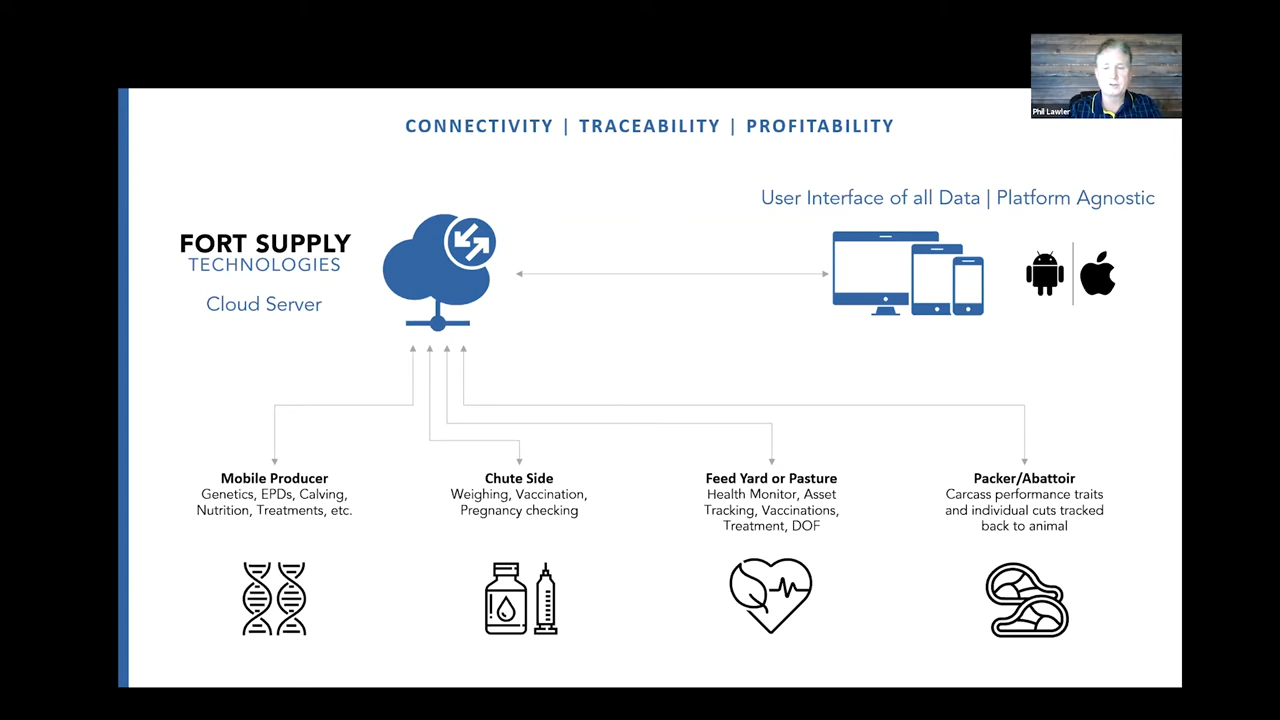 Phil Lawler
CONNECTIVITY | TRACEABILITY | PROFITABILITY
User Interface of all Data | Platform Agnostic
FORT SUPPLY
TECHNOLOGIES
Cloud Server
Mobile Producer
Genetics, EPDs, Calving,
Nutrition, Treatments, etc.
Chute Side
Weighing, Vaccination,
Pregnancy checking
Feed Yard or Pasture
Health Monitor, Asset
Tracking, Vaccinations,
Treatment, DOF
Packer/Abattoir
Carcass performance traits
and individual cuts tracked
back to animal